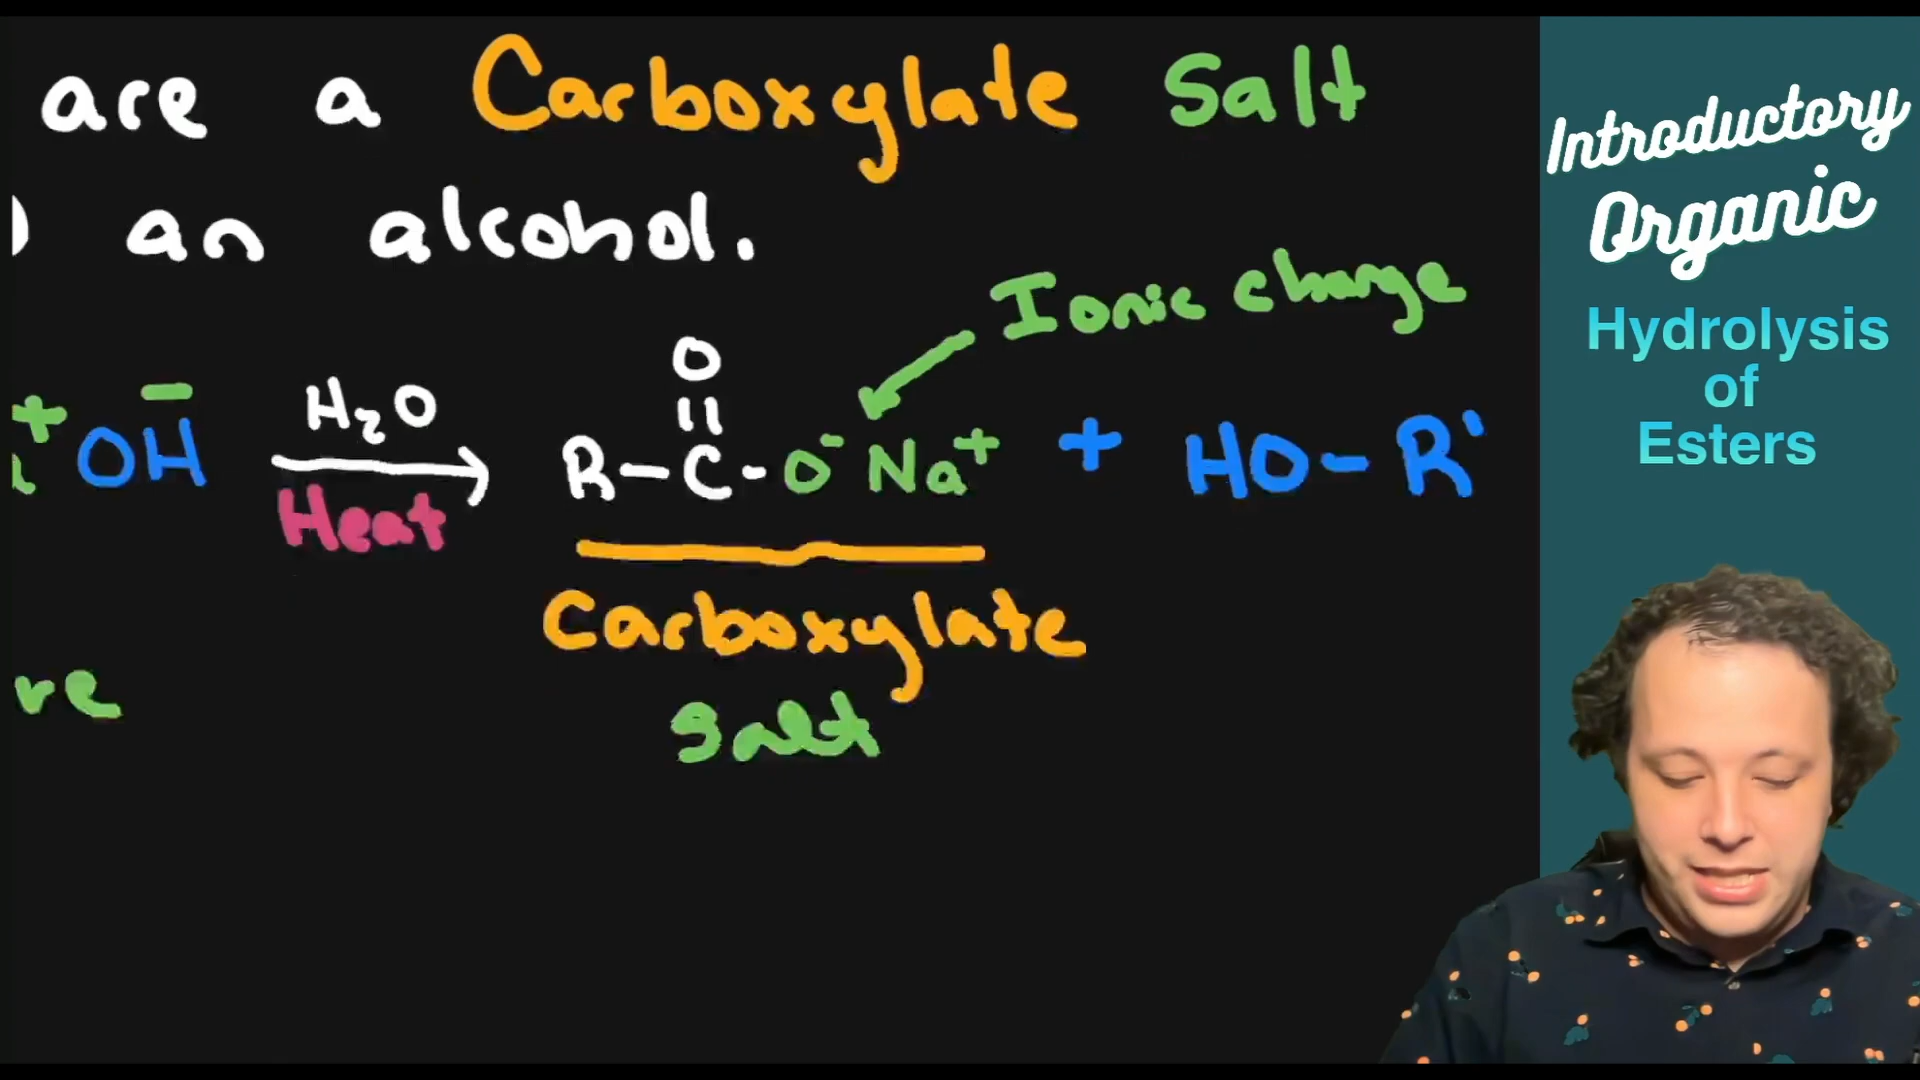 are a Carboxylate Salt
an alcohol.
Ionic charge
O
H₂O
+ OH⁻ R-C-O⁻ Na⁺ + HO-R'
Heat
Carboxylate
Salt
Introductory
Organic
Hydrolysis
of
Esters